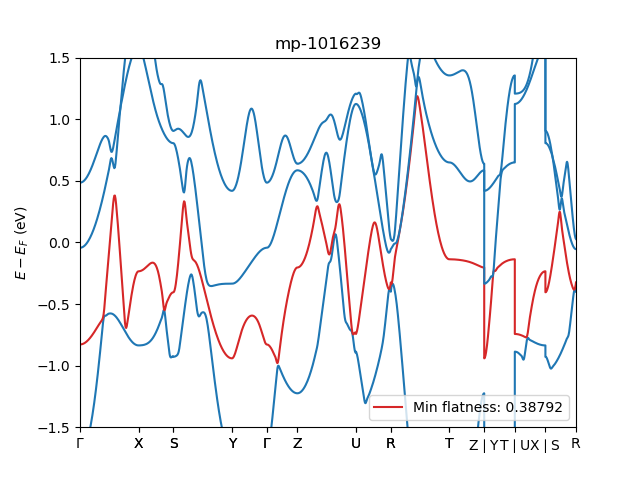 mp-1016239
E − E_F (eV)
1.5
1.0
0.5
0.0
−0.5
−1.0
−1.5
Min flatness: 0.38792
Γ X S Y Γ Z U R T Z | Y T | U X | S R